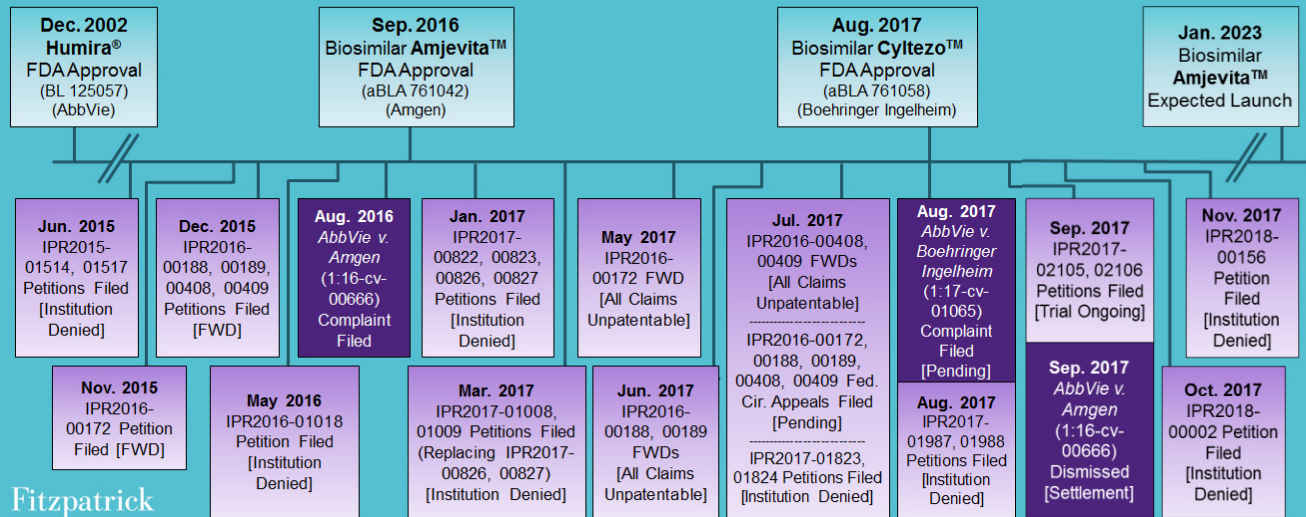 Dec. 2002
Humira®
FDA Approval
(BL 125057)
(AbbVie)
Sep. 2016
Biosimilar Amjevita™
FDA Approval
(aBLA 761042)
(Amgen)
Aug. 2017
Biosimilar Cyltezo™
FDA Approval
(aBLA 761058)
(Boehringer Ingelheim)
Jan. 2023
Biosimilar
Amjevita™
Expected Launch
Jun. 2015
IPR2015-
01514, 01517
Petitions Filed
[Institution
Denied]
Nov. 2015
IPR2016-
00172 Petition
Filed [FWD]
Dec. 2015
IPR2016-
00188, 00189,
00408, 00409
Petitions Filed
[FWD]
May 2016
IPR2016-01018
Petition Filed
[Institution
Denied]
Aug. 2016
AbbVie v.
Amgen
(1:16-cv-
00666)
Complaint
Filed
Jan. 2017
IPR2017-
00822, 00823,
00826, 00827
Petitions Filed
[Institution
Denied]
Mar. 2017
IPR2017-01008,
01009 Petitions Filed
(Replacing IPR2017-
00826, 00827)
[Institution Denied]
May 2017
IPR2016-
00172 FWD
[All Claims
Unpatentable]
Jun. 2017
IPR2016-
00188, 00189
FWDs
[All Claims
Unpatentable]
Jul. 2017
IPR2016-00408,
00409 FWDs
[All Claims
Unpatentable]
---------------------------
IPR2016-00172,
00188, 00189,
00408, 00409 Fed.
Cir. Appeals Filed
[Pending]
---------------------------
IPR2017-01823,
01824 Petitions Filed
[Institution Denied]
Aug. 2017
AbbVie v.
Boehringer
Ingelheim
(1:17-cv-
01065)
Complaint
Filed
[Pending]
Aug. 2017
IPR2017-
01987, 01988
Petitions Filed
[Institution
Denied]
Sep. 2017
IPR2017-
02105, 02106
Petitions Filed
[Trial Ongoing]
Sep. 2017
AbbVie v.
Amgen
(1:16-cv-
00666)
Dismissed
[Settlement]
Oct. 2017
IPR2018-
00002 Petition
Filed
[Institution
Denied]
Nov. 2017
IPR2018-
00156
Petition
Filed
[Institution
Denied]
Fitzpatrick